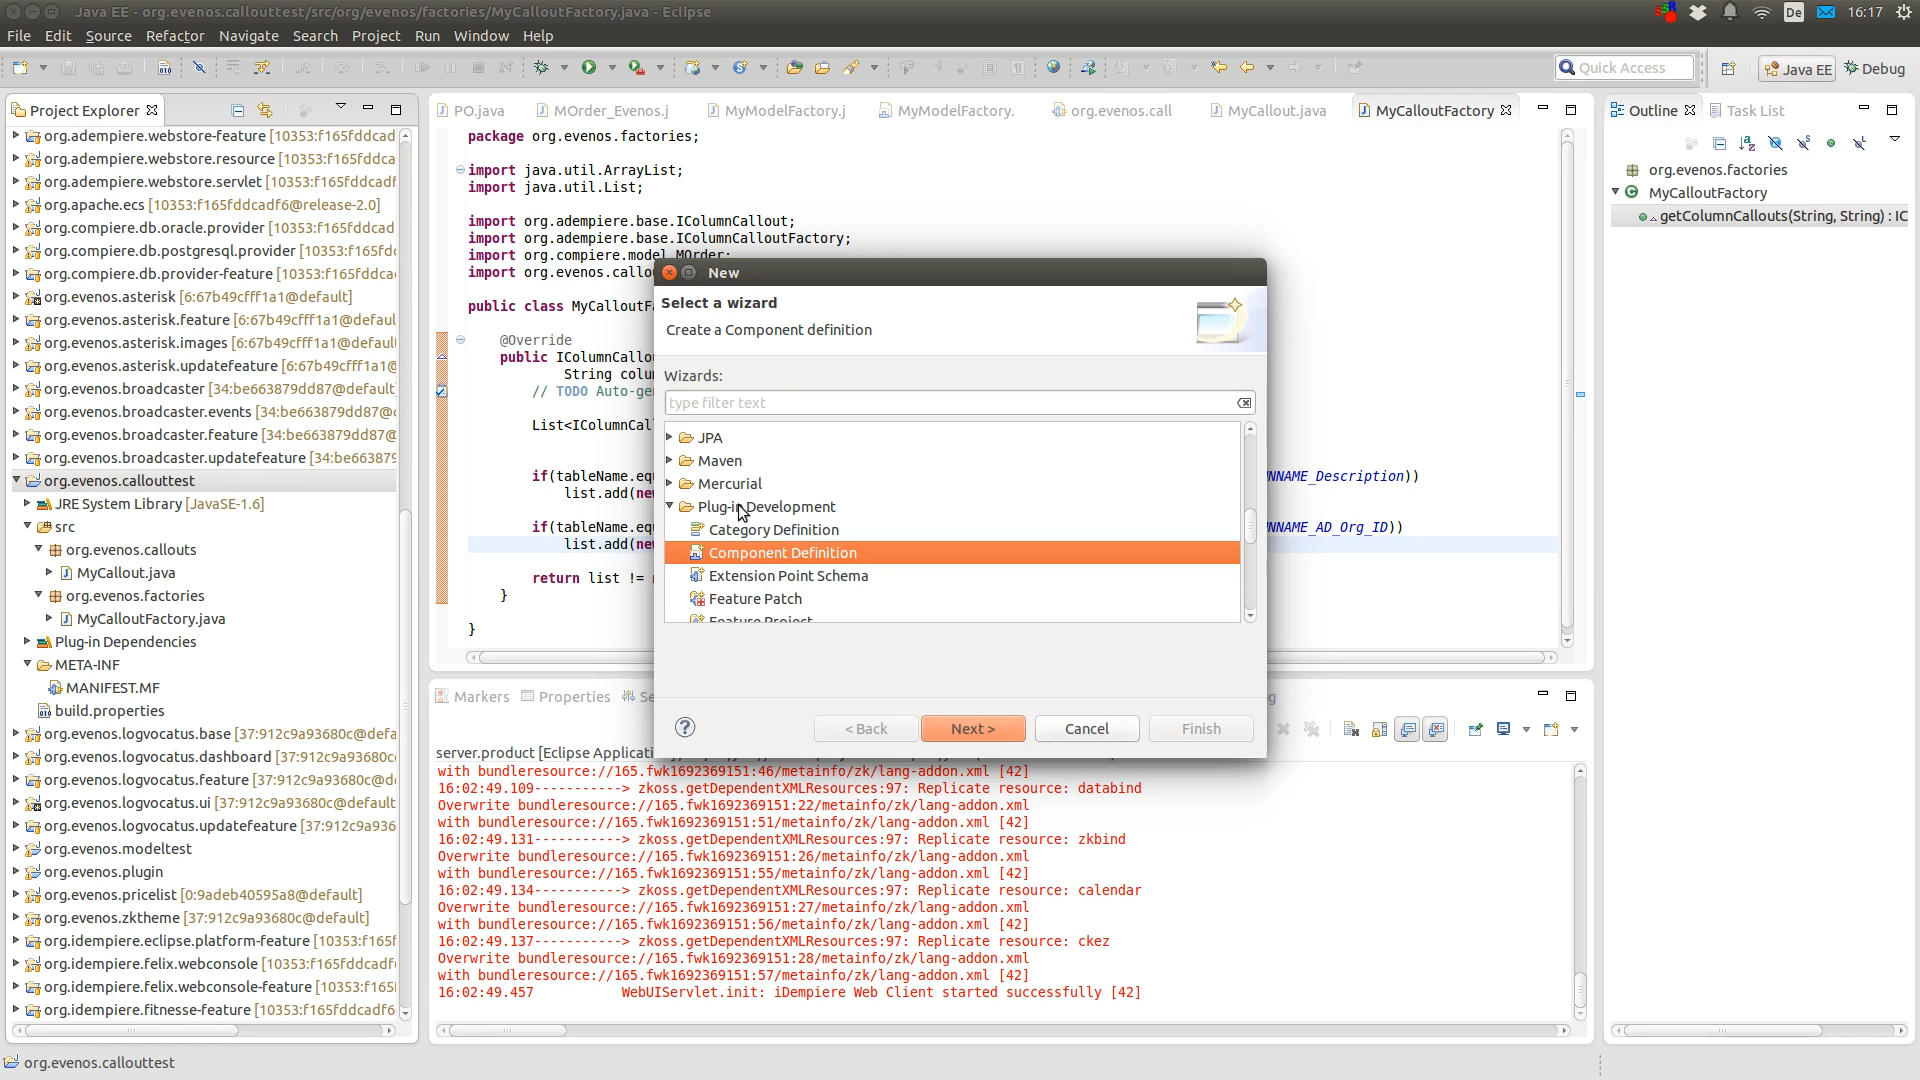 Java EE - org.evenos.callouttest/src/org/evenos/factories/MyCalloutFactory.java - Eclipse
De
16:17
File Edit Source Refactor Navigate Search Project Run Window Help
Quick Access
Java EE
Debug
Project Explorer
org.adempiere.webstore-feature [10353:f165fddcad
org.adempiere.webstore.resource [10353:f165fddca
org.adempiere.webstore.servlet [10353:f165fddcadf
org.apache.ecs [10353:f165fddcadf6@release-2.0]
org.compiere.db.oracle.provider [10353:f165fddcad
org.compiere.db.postgresql.provider [10353:f165fdd
org.compiere.db.provider-feature [10353:f165fddca
org.evenos.asterisk [6:67b49cfff1a1@default]
org.evenos.asterisk.feature [6:67b49cfff1a1@defaul
org.evenos.asterisk.images [6:67b49cfff1a1@defaul
org.evenos.asterisk.updatefeature [6:67b49cfff1a1@
org.evenos.broadcaster [34:be663879dd87@default
org.evenos.broadcaster.events [34:be663879dd87@
org.evenos.broadcaster.feature [34:be663879dd87@
org.evenos.broadcaster.updatefeature [34:be66387
org.evenos.callouttest
JRE System Library [JavaSE-1.6]
src
org.evenos.callouts
MyCallout.java
org.evenos.factories
MyCalloutFactory.java
Plug-in Dependencies
META-INF
MANIFEST.MF
build.properties
org.evenos.logvocatus.base [37:912c9a93680c@defa
org.evenos.logvocatus.dashboard [37:912c9a93680c
org.evenos.logvocatus.feature [37:912c9a93680c@d
org.evenos.logvocatus.ui [37:912c9a93680c@default
org.evenos.logvocatus.updatefeature [37:912c9a936
org.evenos.modeltest
org.evenos.plugin
org.evenos.pricelist [0:9adeb40595a8@default]
org.evenos.zktheme [37:912c9a93680c@default]
org.idempiere.eclipse.platform-feature [10353:f165f
org.idempiere.felix.webconsole [10353:f165fddcadf
org.idempiere.felix.webconsole-feature [10353:f165
org.idempiere.fitnesse-feature [10353:f165fddcadf6
org.evenos.callouttest
PO.java MOrder_Evenos.j MyModelFactory.j MyModelFactory. org.evenos.call MyCallout.java MyCalloutFactory
package org.evenos.factories;
import java.util.ArrayList;
import java.util.List;
import org.adempiere.base.IColumnCallout;
import org.adempiere.base.IColumnCalloutFactory;
import org.compiere.model.MOrder;
import org.evenos.callo
public class MyCalloutF
@Override
public IColumnCallo
String colu
// TODO Auto-ge
List<IColumnCal
if(tableName.eq
NNAME_Description))
list.add(ne
if(tableName.eq
NNAME_AD_Org_ID))
list.add(ne
return list !=
}
}
New
Select a wizard
Create a Component definition
Wizards:
type filter text
JPA
Maven
Mercurial
Plug-in Development
Category Definition
Component Definition
Extension Point Schema
Feature Patch
Feature Project
< Back Next > Cancel Finish
Markers Properties Se
g
server.product [Eclipse Applicati
with bundleresource://165.fwk1692369151:46/metainfo/zk/lang-addon.xml [42]
16:02:49.109-----------> zkoss.getDependentXMLResources:97: Replicate resource: databind
Overwrite bundleresource://165.fwk1692369151:22/metainfo/zk/lang-addon.xml
with bundleresource://165.fwk1692369151:51/metainfo/zk/lang-addon.xml [42]
16:02:49.131-----------> zkoss.getDependentXMLResources:97: Replicate resource: zkbind
Overwrite bundleresource://165.fwk1692369151:26/metainfo/zk/lang-addon.xml
with bundleresource://165.fwk1692369151:55/metainfo/zk/lang-addon.xml [42]
16:02:49.134-----------> zkoss.getDependentXMLResources:97: Replicate resource: calendar
Overwrite bundleresource://165.fwk1692369151:27/metainfo/zk/lang-addon.xml
with bundleresource://165.fwk1692369151:56/metainfo/zk/lang-addon.xml [42]
16:02:49.137-----------> zkoss.getDependentXMLResources:97: Replicate resource: ckez
Overwrite bundleresource://165.fwk1692369151:28/metainfo/zk/lang-addon.xml
with bundleresource://165.fwk1692369151:57/metainfo/zk/lang-addon.xml [42]
16:02:49.457 WebUIServlet.init: iDempiere Web Client started successfully [42]
Outline Task List
org.evenos.factories
MyCalloutFactory
getColumnCallouts(String, String) : IC